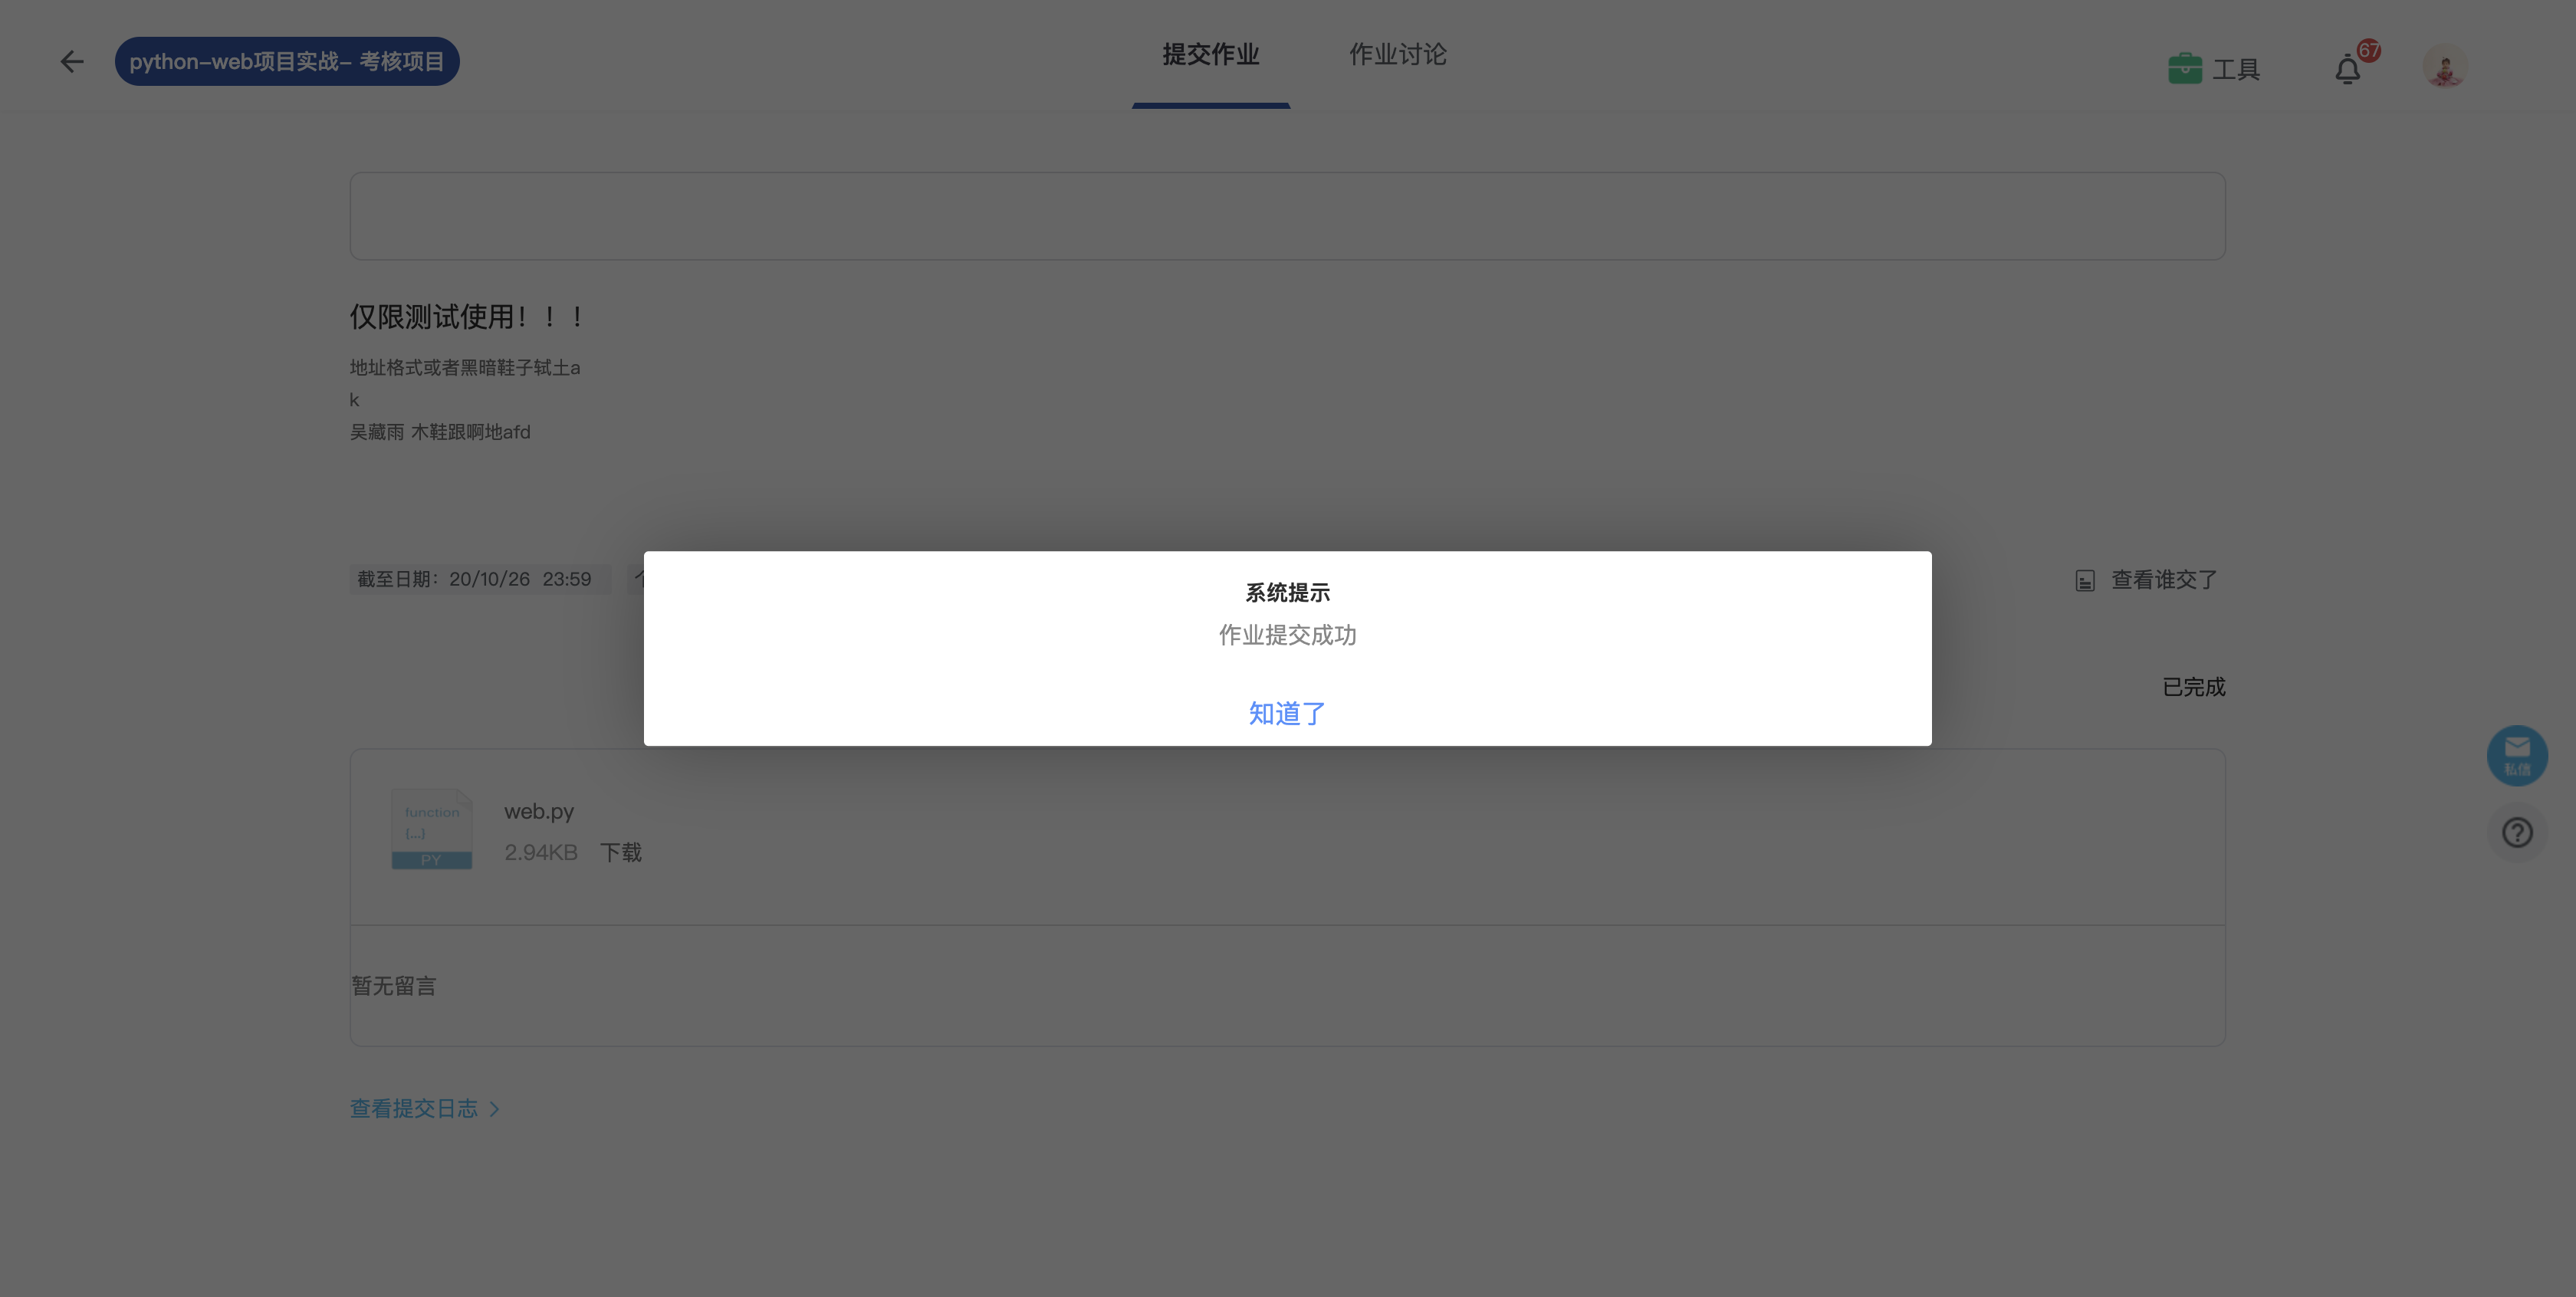 python-web项目实战- 考核项目
提交作业
作业讨论
工具
67
仅限测试使用！！！
地址格式或者黑暗鞋子轼土a
k
吴藏雨 木鞋跟啊地afd
截至日期：20/10/26 23:59
查看谁交了
系统提示
作业提交成功
知道了
已完成
私信
function
{...}
PY
web.py
2.94KB 下载
暂无留言
查看提交日志